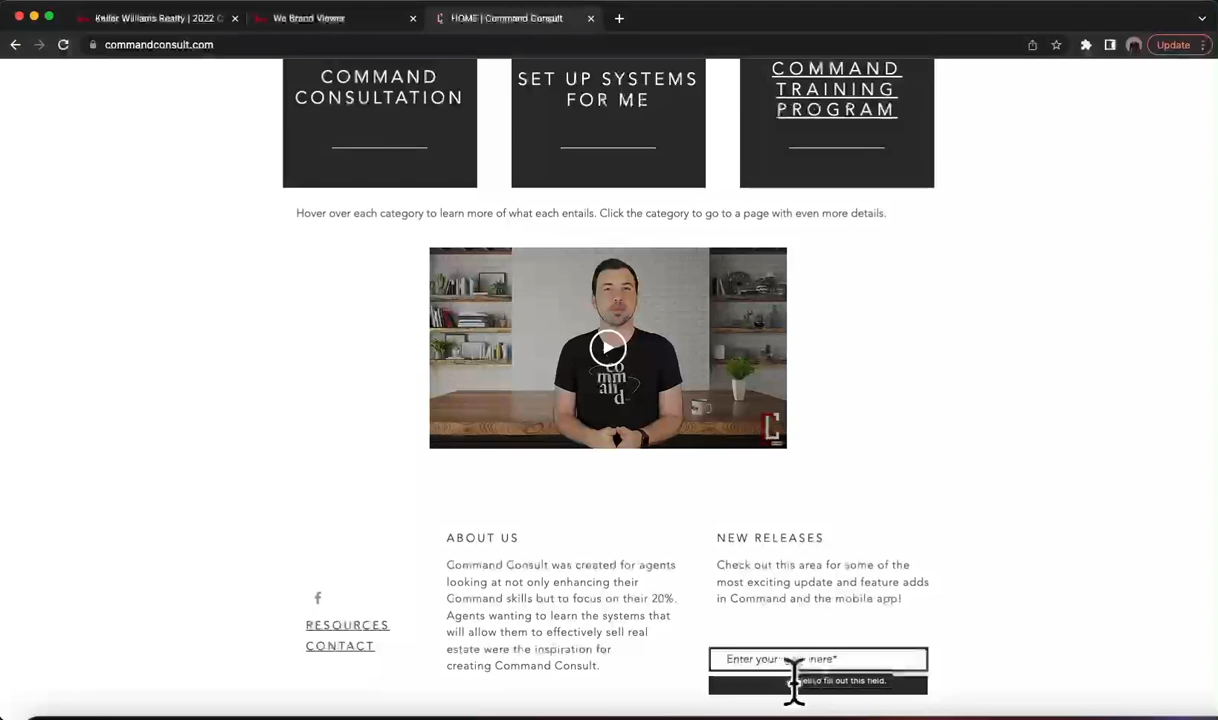 Keller Williams Realty | 2022 C
We Brand Viewer
HOME | Command Consult
commandconsult.com
Update
COMMAND
CONSULTATION
SET UP SYSTEMS
FOR ME
COMMAND
TRAINING
PROGRAM
Hover over each category to learn more of what each entails. Click the category to go to a page with even more details.
co
mm
an
d
C
RESOURCES
CONTACT
ABOUT US
Command Consult was created for agents
looking at not only enhancing their
Command skills but to focus on their 20%.
Agents wanting to learn the systems that
will allow them to effectively sell real
estate were the inspiration for
creating Command Consult.
NEW RELEASES
Check out this area for some of the
most exciting update and feature adds
in Command and the mobile app!
Enter your here*
fill out this field.